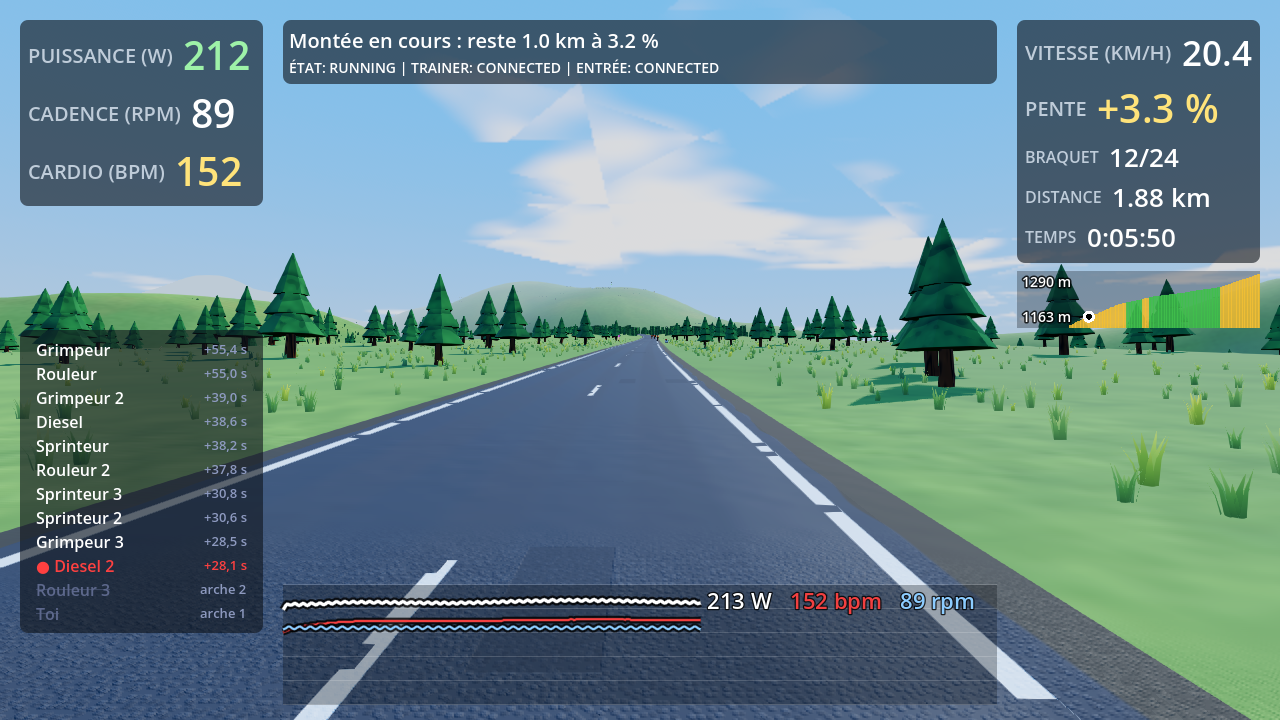 PUISSANCE (W) 212
CADENCE (RPM) 89
CARDIO (BPM) 152
Montée en cours : reste 1.0 km à 3.2 %
ÉTAT: RUNNING | TRAINER: CONNECTED | ENTRÉE: CONNECTED
VITESSE (KM/H) 20.4
PENTE +3.3 %
BRAQUET 12/24
DISTANCE 1.88 km
TEMPS 0:05:50
1290 m
1163 m
Grimpeur +55,4 s
Rouleur +55,0 s
Grimpeur 2 +39,0 s
Diesel +38,6 s
Sprinteur +38,2 s
Rouleur 2 +37,8 s
Sprinteur 3 +30,8 s
Sprinteur 2 +30,6 s
Grimpeur 3 +28,5 s
Diesel 2 +28,1 s
Rouleur 3 arche 2
Toi arche 1
213 W 152 bpm 89 rpm